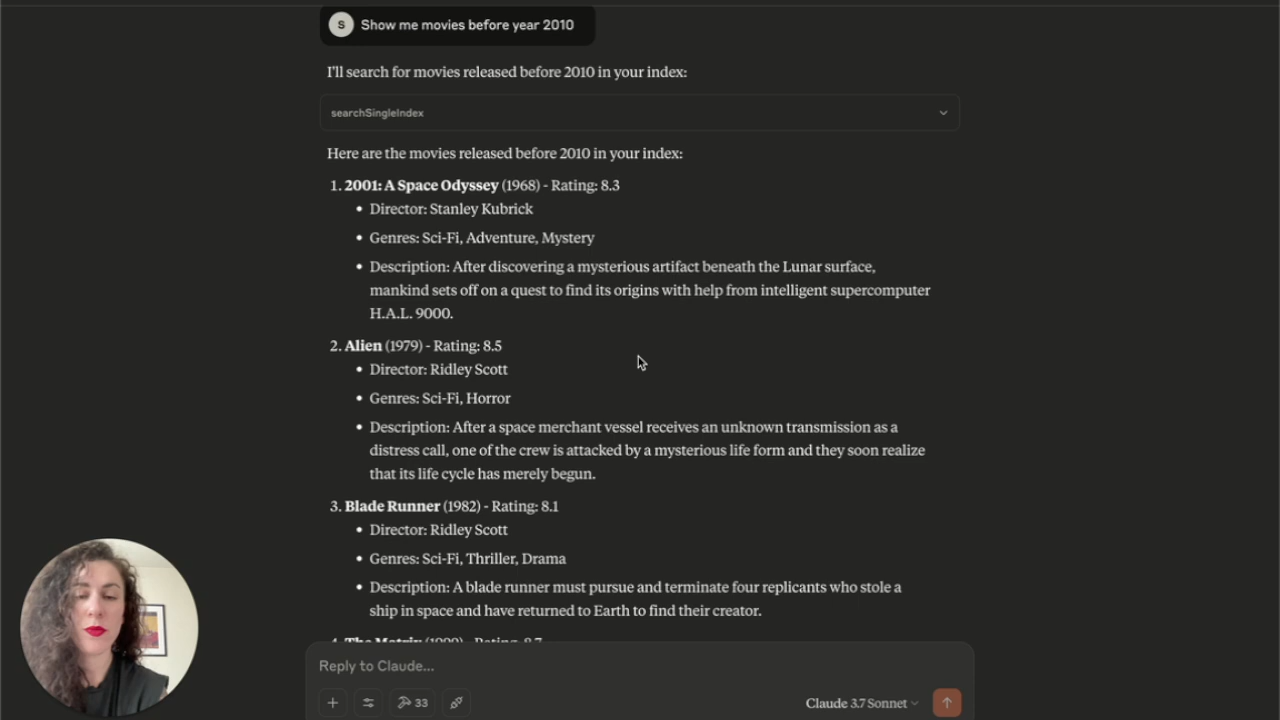 S Show me movies before year 2010
I'll search for movies released before 2010 in your index:
searchSingleIndex
Here are the movies released before 2010 in your index:
1. 2001: A Space Odyssey (1968) - Rating: 8.3
• Director: Stanley Kubrick
• Genres: Sci-Fi, Adventure, Mystery
• Description: After discovering a mysterious artifact beneath the Lunar surface,
mankind sets off on a quest to find its origins with help from intelligent supercomputer
H.A.L. 9000.
2. Alien (1979) - Rating: 8.5
• Director: Ridley Scott
• Genres: Sci-Fi, Horror
• Description: After a space merchant vessel receives an unknown transmission as a
distress call, one of the crew is attacked by a mysterious life form and they soon realize
that its life cycle has merely begun.
3. Blade Runner (1982) - Rating: 8.1
• Director: Ridley Scott
• Genres: Sci-Fi, Thriller, Drama
• Description: A blade runner must pursue and terminate four replicants who stole a
ship in space and have returned to Earth to find their creator.
4. The Matrix (1999) - Rating: 8.7
Reply to Claude...
33
Claude 3.7 Sonnet